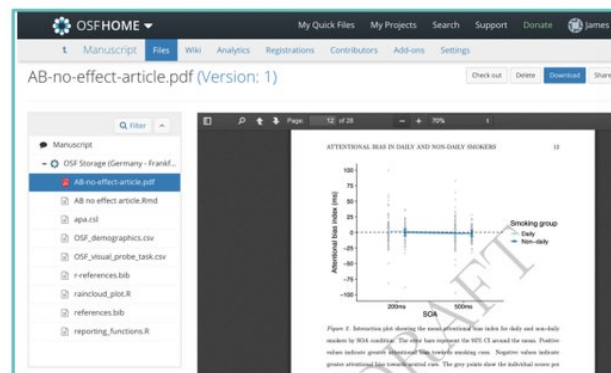 OSFHOME
My Quick Files My Projects Search Support Donate James
Manuscript Files Wiki Analytics Registrations Contributors Add-ons Settings
AB-no-effect-article.pdf (Version: 1)
Check out Delete Download Share
Filter
Manuscript
OSF Storage (Germany - Frankf...
AB-no-effect-article.pdf
AB no effect article.Rmd
apa.csl
OSF_demographics.csv
OSF_visual_probe_task.csv
r-references.bib
raincloud_plot.R
references.bib
reporting_functions.R
Page: 12 of 28 − + 70%
ATTENTIONAL BIAS IN DAILY AND NON-DAILY SMOKERS 12
Attentional bias index (ms)
100
75
50
25
0
−25
−50
−75
−100
200ms 500ms
SOA
Smoking group
Daily
Non-daily
DRAFT
Figure 2. Interaction plot showing the mean attentional bias index for daily and non-daily
smokers by SOA condition. The error bars represent the 95% CI around the mean. Positive
values indicate greater attentional bias towards smoking cues. Negative values indicate
greater attentional bias towards neutral cues. The grey points show the individual scores per